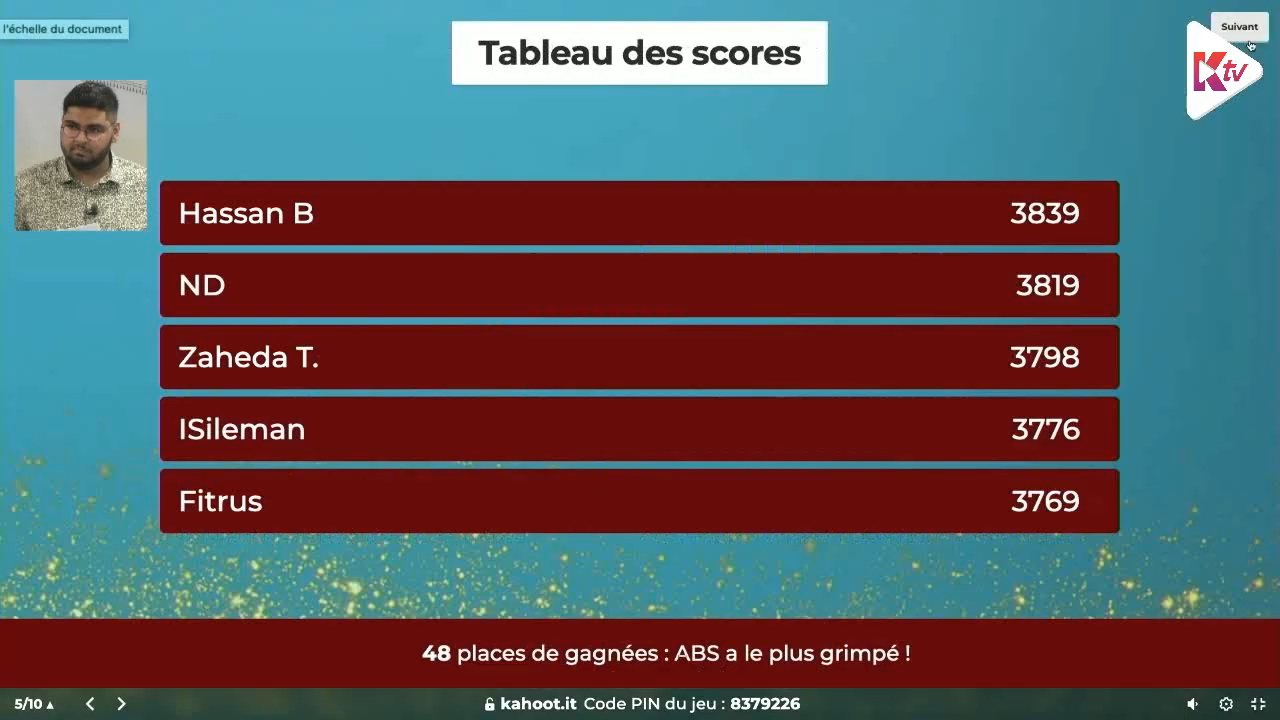 l'échelle du document
Tableau des scores
Suivant
Ktv
Hassan B 3839
ND 3819
Zaheda T. 3798
ISileman 3776
Fitrus 3769
48 places de gagnées : ABS a le plus grimpé !
5/10 kahoot.it Code PIN du jeu : 8379226